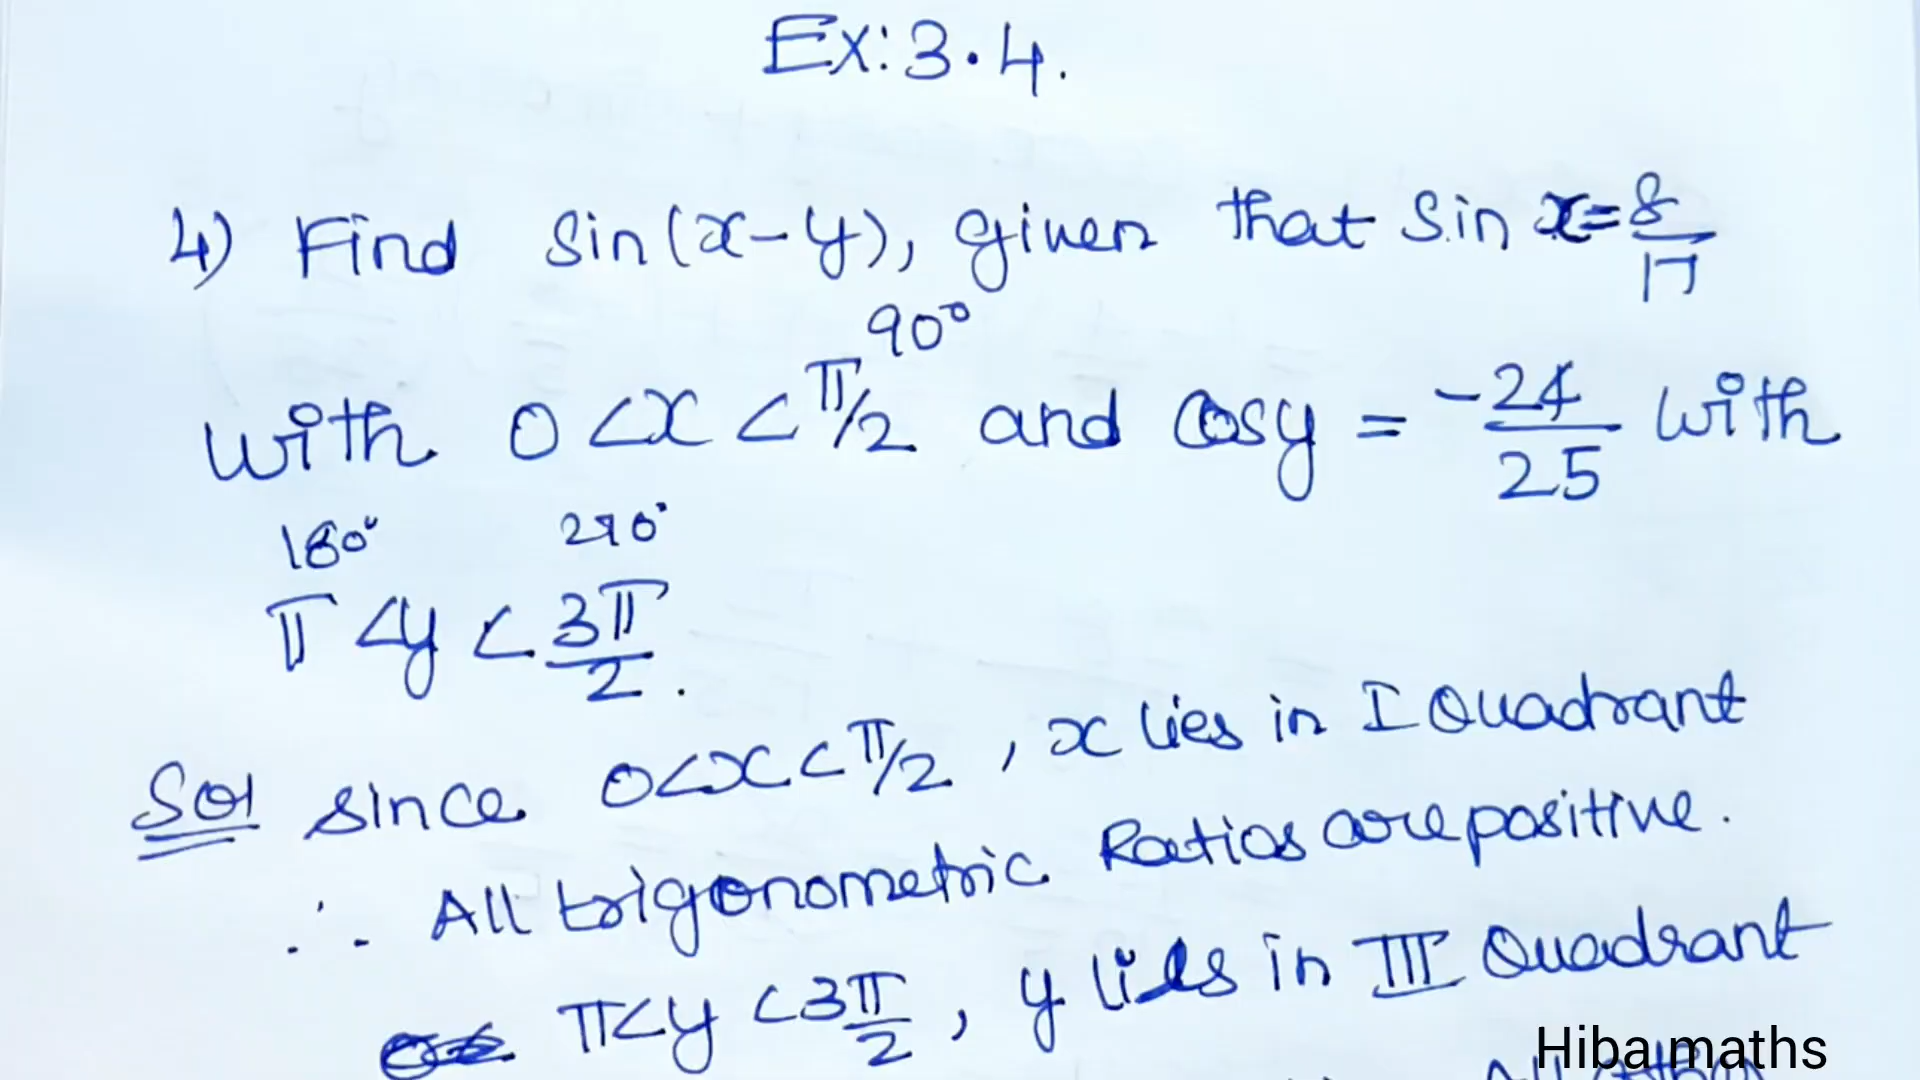 Ex: 3.4.
4) Find sin(x-y), given that Sin x = 8/17
90°
with 0 < x < π/2 and cosy = -24/25 with
180° 270°
π < y < 3π/2.
Sol since 0 < x < π/2, x lies in I Quadrant
∴ All trigonometric Ratios are positive.
π < y < 3π/2, y lies in III Quadrant
Hiba maths